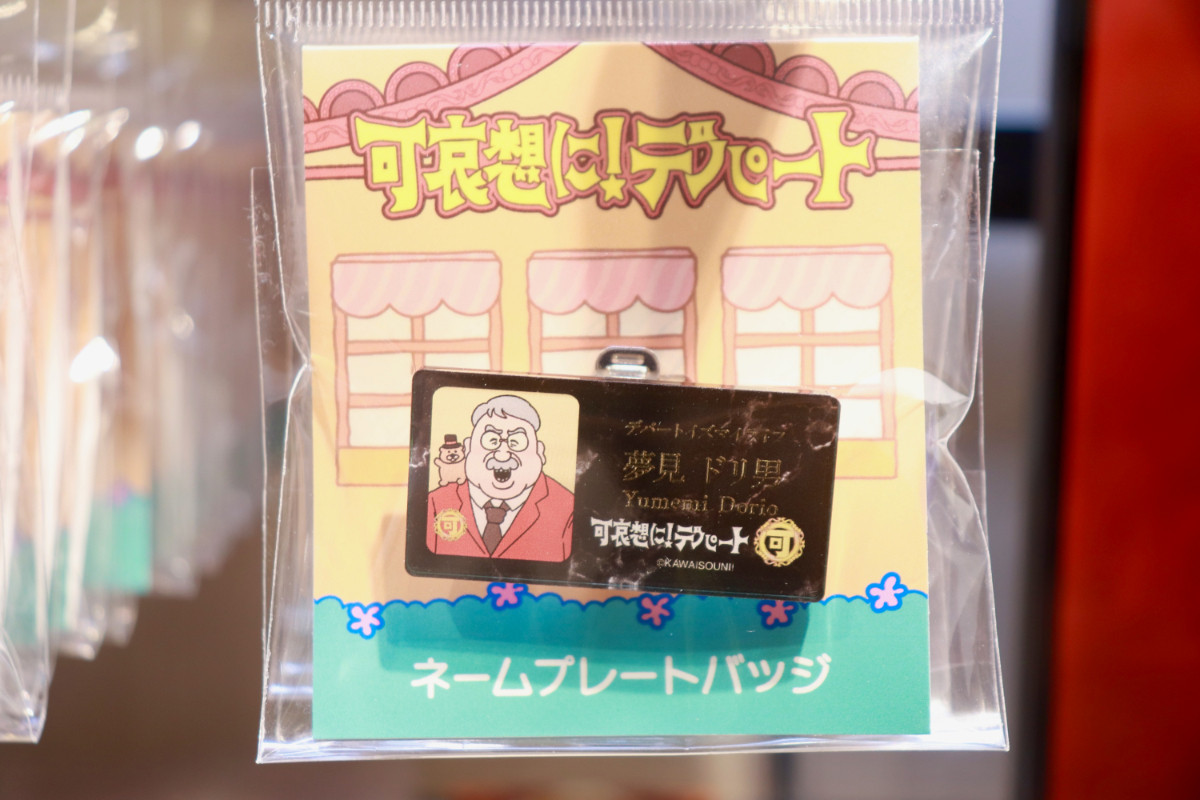 可哀想に!デパート
デパートイズマイライフ
夢見 ドリ男
Yumemi Dorio
可哀想に!デパート
可
可
©KAWAISOUNI!
ネームプレートバッジ